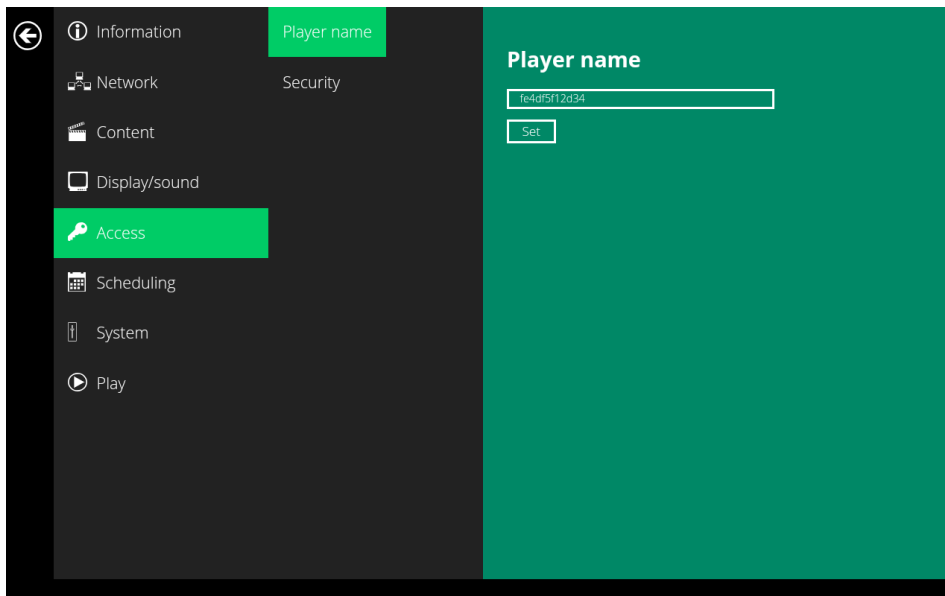 Information
Network
Content
Display/sound
Access
Scheduling
System
Play
Player name
Security
Player name
fe4df5f12d34
Set